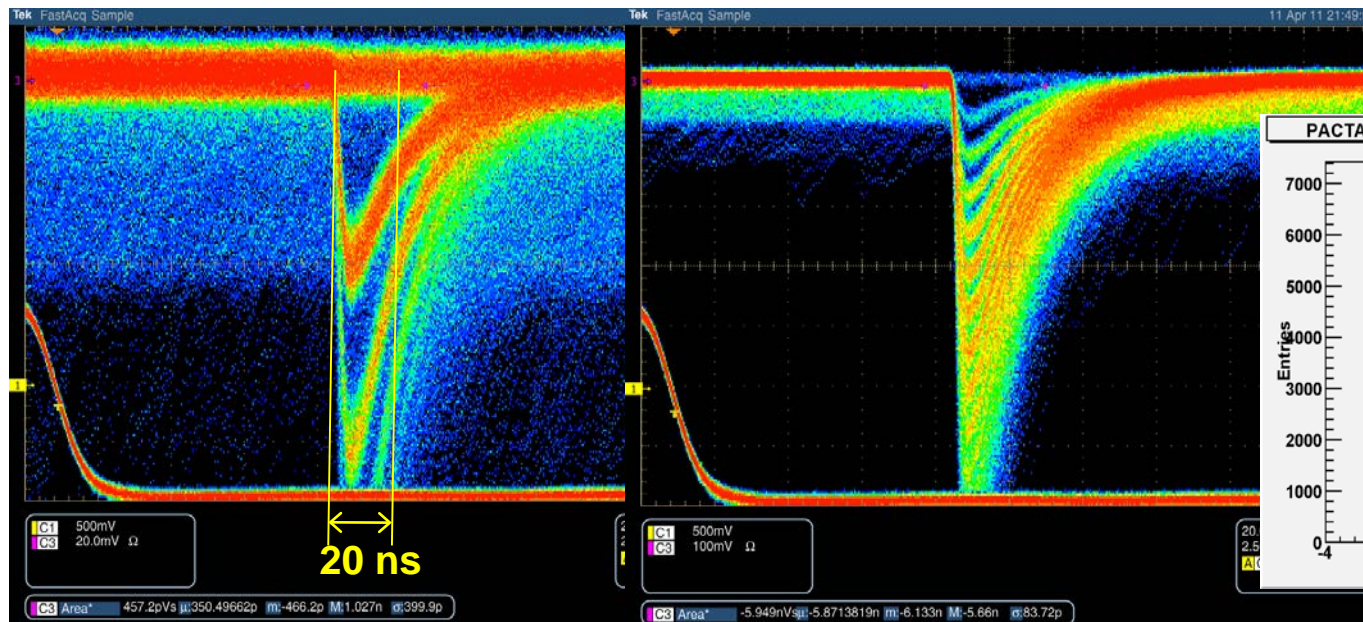 Tek FastAcq Sample
3
1
20 ns
C1 500mV
C3 20.0mV Ω
C3 Area* 457.2pVs µ:350.49662p m:-466.2p M:1.027n σ:399.9p
Tek FastAcq Sample 11 Apr 11 21:49:
3
1
C1 500mV
C3 100mV Ω
20.
2.5
A
C3 Area* -5.949nVs µ:-5.8713819n m:-6.133n M:-5.66n σ:83.72p
PACTA
Entries
7000
6000
5000
4000
3000
2000
1000
0
-4